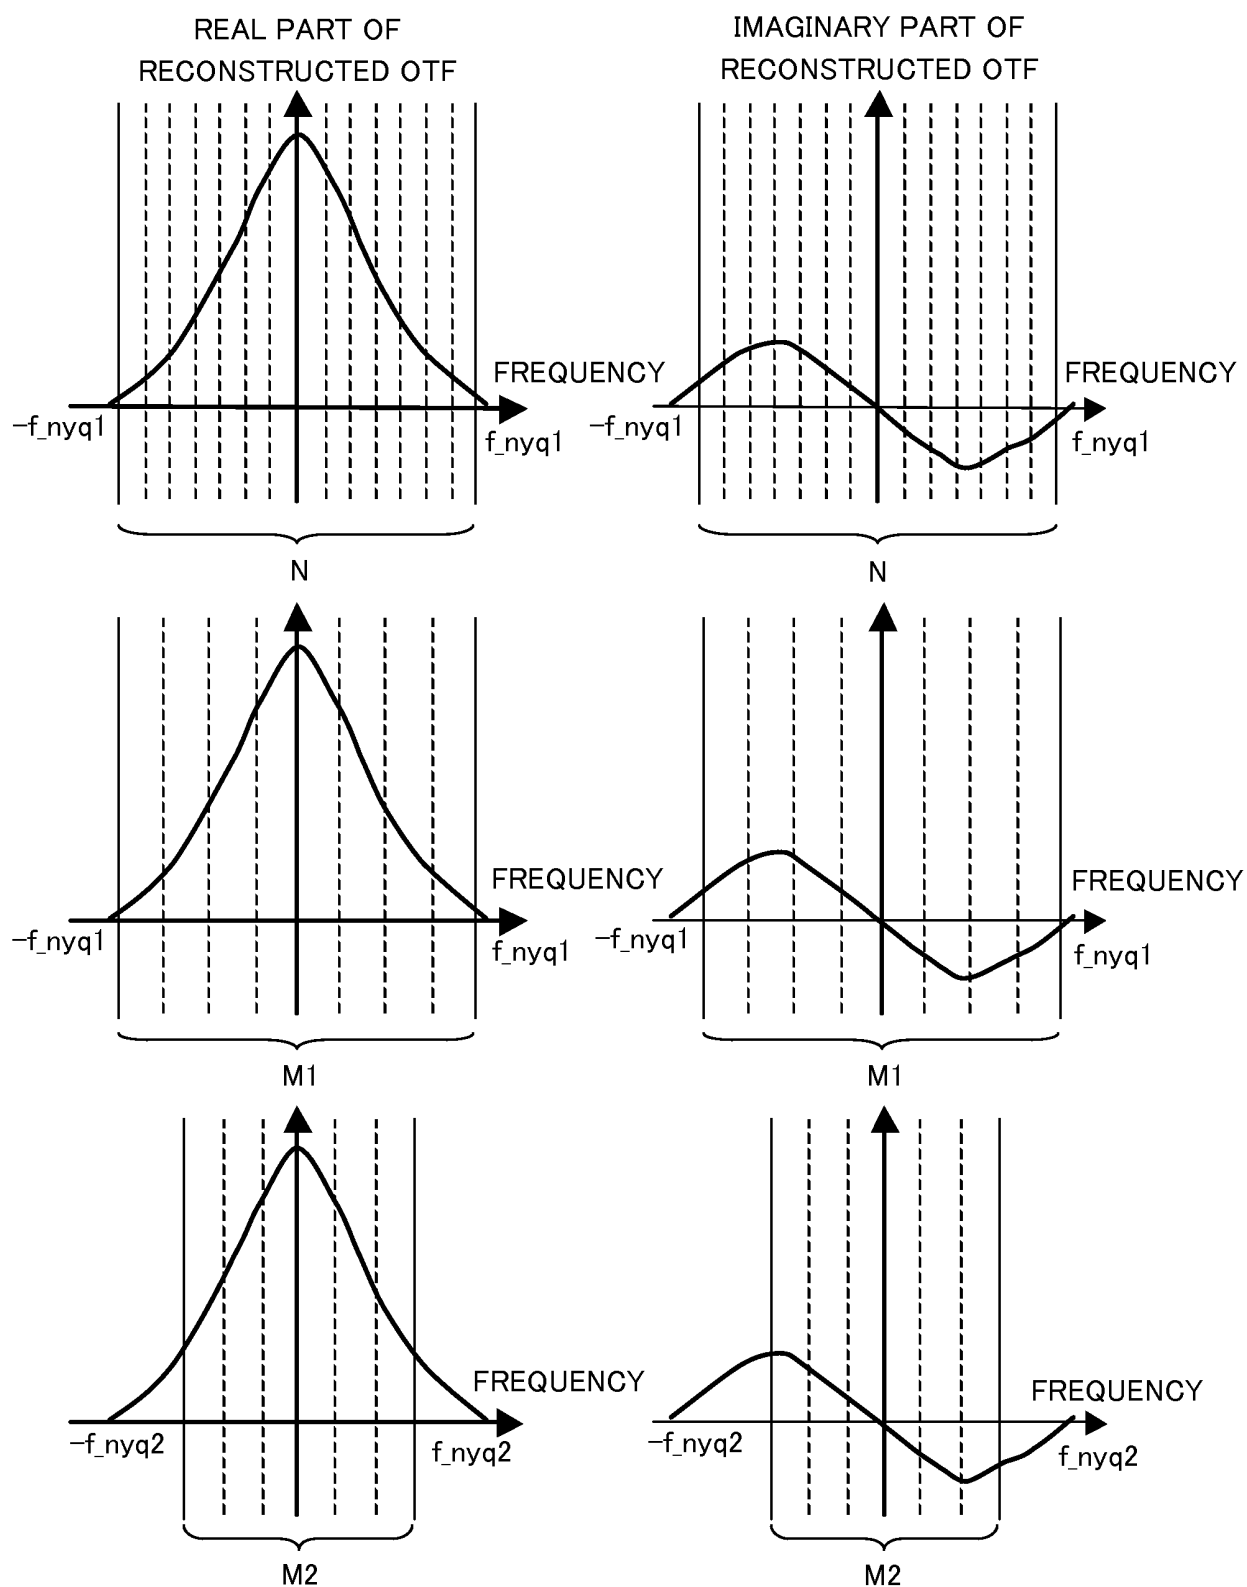 REAL PART OF
RECONSTRUCTED OTF
IMAGINARY PART OF
RECONSTRUCTED OTF
FREQUENCY
−f_nyq1
f_nyq1
N
FREQUENCY
−f_nyq1
f_nyq1
N
FREQUENCY
−f_nyq1
f_nyq1
M1
FREQUENCY
−f_nyq1
f_nyq1
M1
FREQUENCY
−f_nyq2
f_nyq2
M2
FREQUENCY
−f_nyq2
f_nyq2
M2